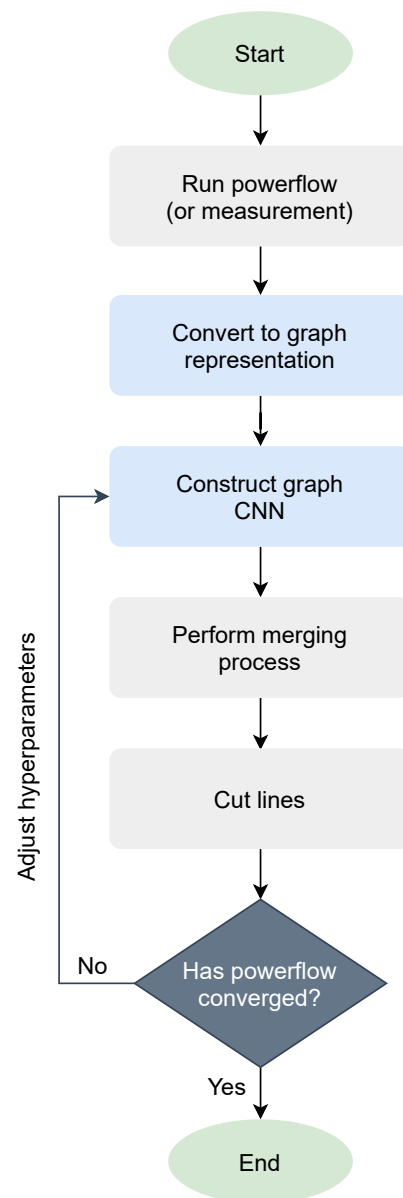 Start
Run powerflow
(or measurement)
Convert to graph
representation
Construct graph
CNN
Perform merging
process
Cut lines
Adjust hyperparameters
No
Has powerflow
converged?
Yes
End